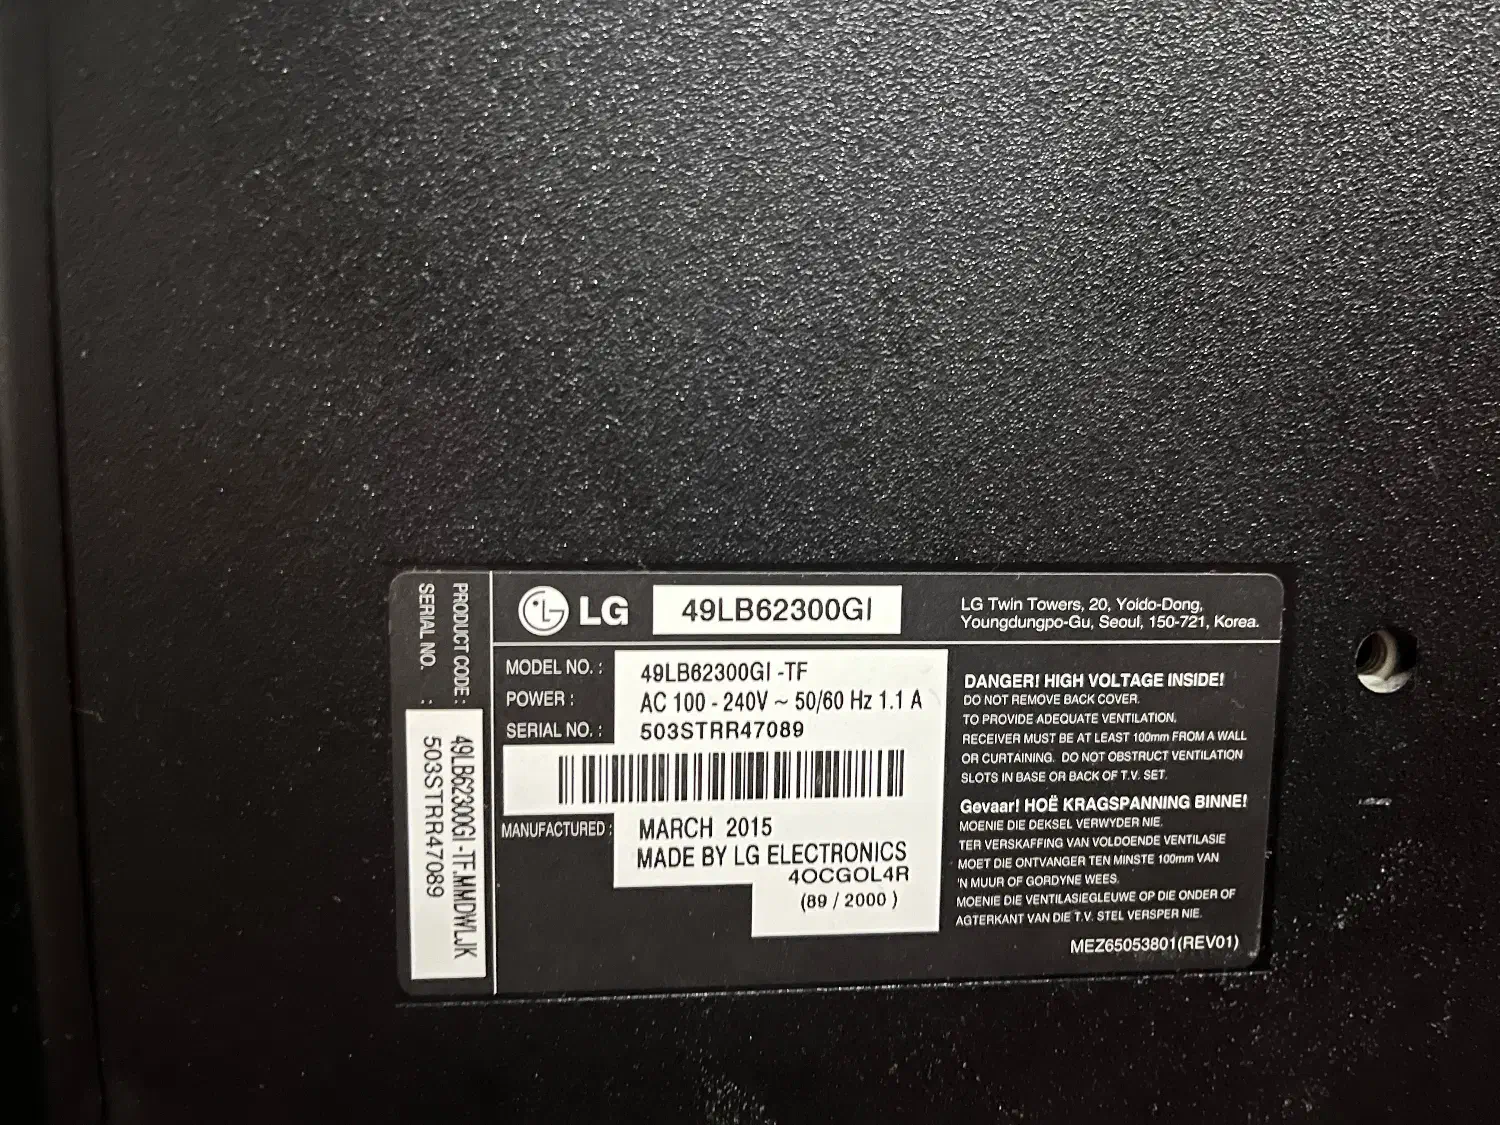 PRODUCT CODE : 49LB62300GI -TF.MMDWLJK
SERIAL NO. : 503STRR47089
LG
49LB62300GI
LG Twin Towers, 20, Yoido-Dong,
Youngdungpo-Gu, Seoul, 150-721, Korea.
MODEL NO. : 49LB62300GI -TF
POWER : AC 100 - 240V ~ 50/60 Hz 1.1 A
SERIAL NO. : 503STRR47089
MANUFACTURED : MARCH 2015
MADE BY LG ELECTRONICS
40CGOL4R
(89 / 2000 )
DANGER! HIGH VOLTAGE INSIDE!
DO NOT REMOVE BACK COVER.
TO PROVIDE ADEQUATE VENTILATION,
RECEIVER MUST BE AT LEAST 100mm FROM A WALL
OR CURTAINING. DO NOT OBSTRUCT VENTILATION
SLOTS IN BASE OR BACK OF T.V. SET.
Gevaar! HOË KRAGSPANNING BINNE!
MOENIE DIE DEKSEL VERWYDER NIE.
TER VERSKAFFING VAN VOLDOENDE VENTILASIE
MOET DIE ONTVANGER TEN MINSTE 100mm VAN
'N MUUR OF GORDYNE WEES.
MOENIE DIE VENTILASIEGLEUWE OP DIE ONDER OF
AGTERKANT VAN DIE T.V. STEL VERSPER NIE.
MEZ65053801(REV01)